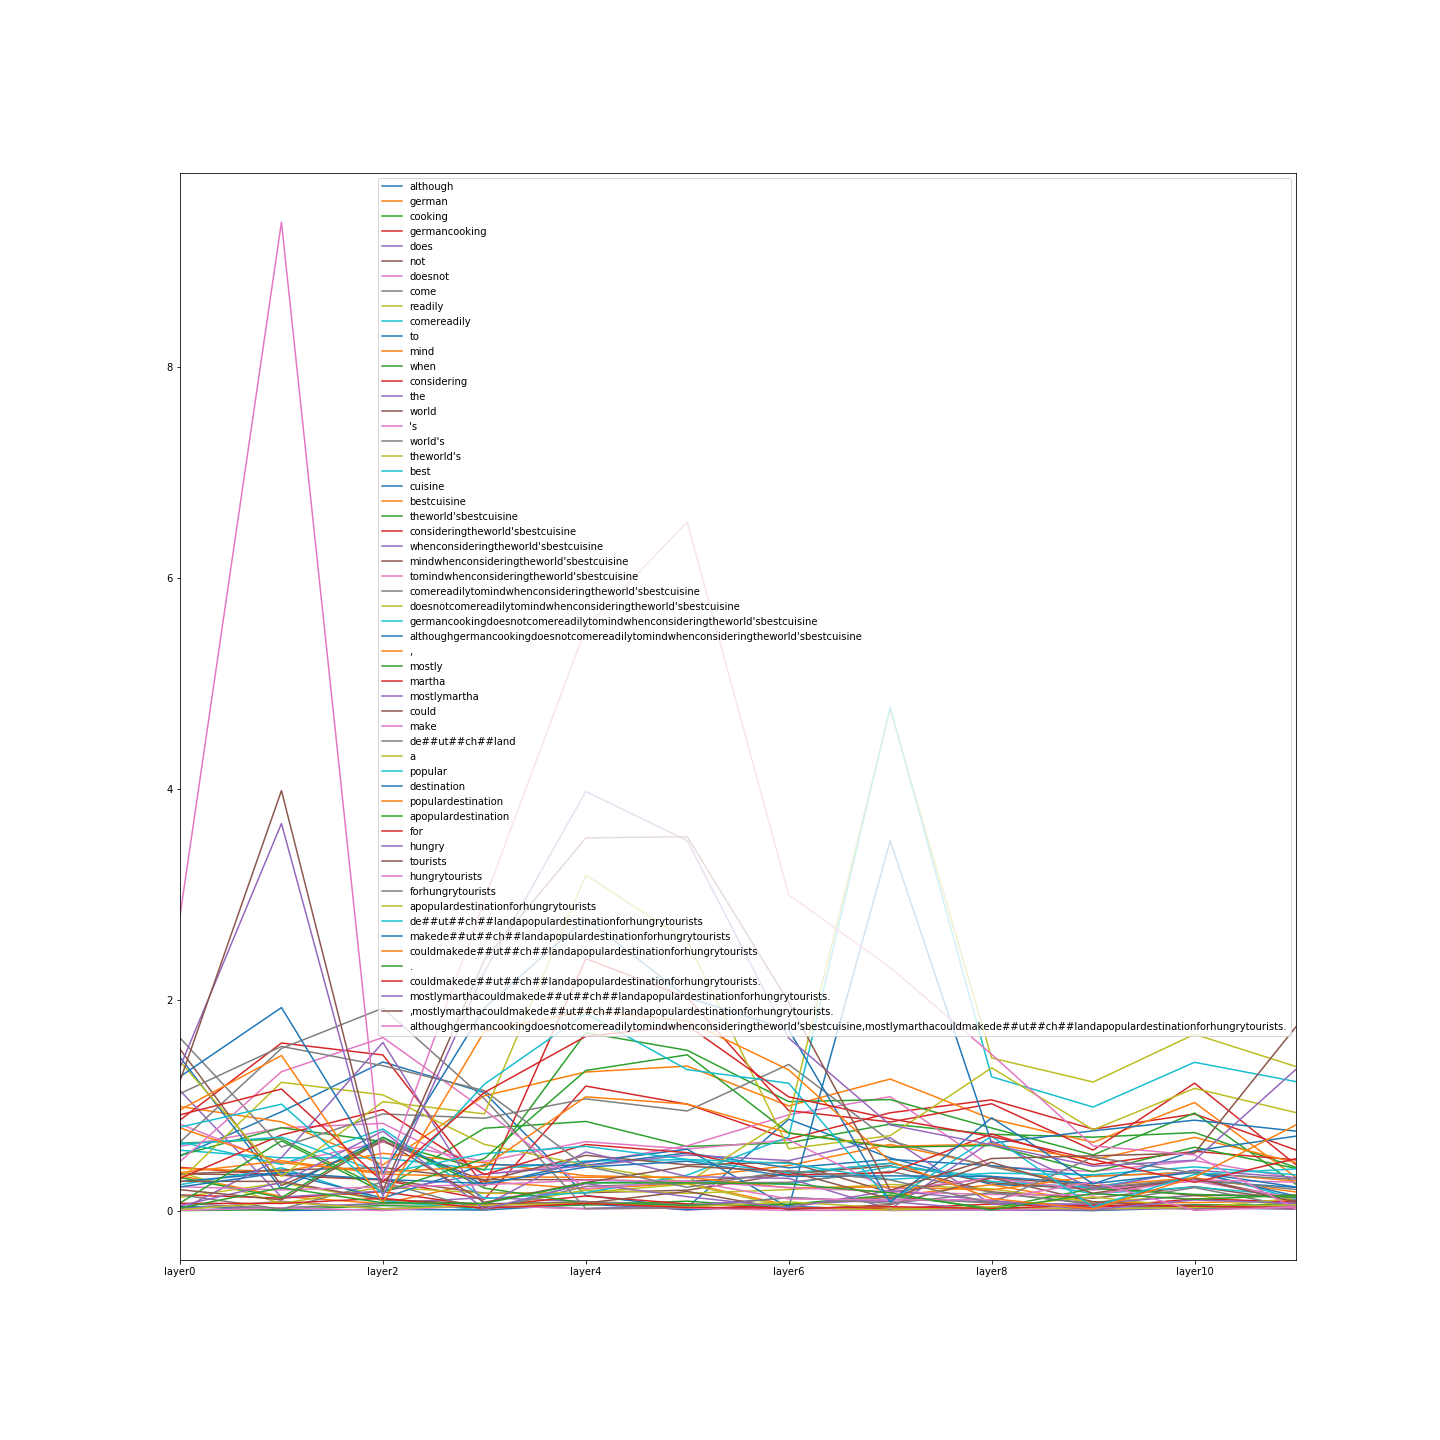 although
german
cooking
germancooking
does
not
doesnot
come
readily
comereadily
to
mind
when
considering
the
world
's
world's
theworld's
best
cuisine
bestcuisine
theworld'sbestcuisine
consideringtheworld'sbestcuisine
whenconsideringtheworld'sbestcuisine
mindwhenconsideringtheworld'sbestcuisine
tomindwhenconsideringtheworld'sbestcuisine
comereadilytomindwhenconsideringtheworld'sbestcuisine
doesnotcomereadilytomindwhenconsideringtheworld'sbestcuisine
germancookingdoesnotcomereadilytomindwhenconsideringtheworld'sbestcuisine
althoughgermancookingdoesnotcomereadilytomindwhenconsideringtheworld'sbestcuisine
,
mostly
martha
mostlymartha
could
make
de##ut##ch##land
a
popular
destination
populardestination
apopulardestination
for
hungry
tourists
hungrytourists
forhungrytourists
apopulardestinationforhungrytourists
de##ut##ch##landapopulardestinationforhungrytourists
makede##ut##ch##landapopulardestinationforhungrytourists
couldmakede##ut##ch##landapopulardestinationforhungrytourists
.
couldmakede##ut##ch##landapopulardestinationforhungrytourists.
mostlymarthacouldmakede##ut##ch##landapopulardestinationforhungrytourists.
,mostlymarthacouldmakede##ut##ch##landapopulardestinationforhungrytourists.
althoughgermancookingdoesnotcomereadilytomindwhenconsideringtheworld'sbestcuisine,mostlymarthacouldmakede##ut##ch##landapopulardestinationforhungrytourists.
8
6
4
2
0
layer0 layer2 layer4 layer6 layer8 layer10